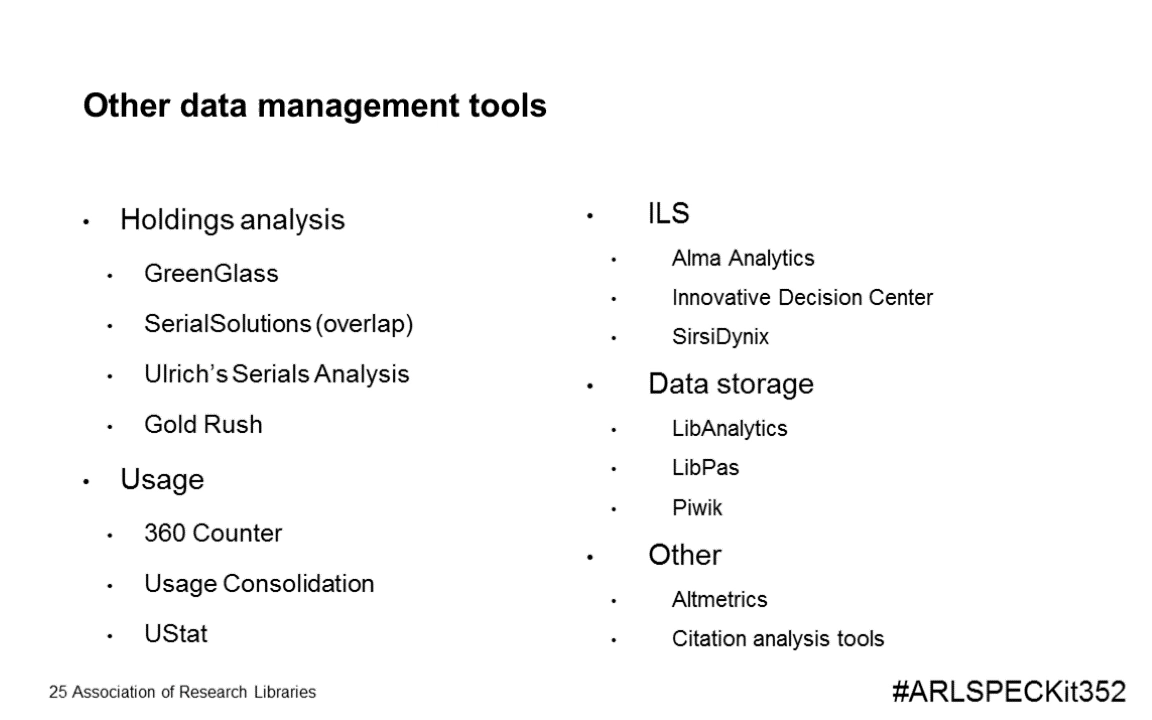 Other data management tools
• Holdings analysis
• GreenGlass
• SerialSolutions (overlap)
• Ulrich’s Serials Analysis
• Gold Rush
• Usage
• 360 Counter
• Usage Consolidation
• UStat
• ILS
• Alma Analytics
• Innovative Decision Center
• SirsiDynix
• Data storage
• LibAnalytics
• LibPas
• Piwik
• Other
• Altmetrics
• Citation analysis tools
25 Association of Research Libraries
#ARLSPECKit352